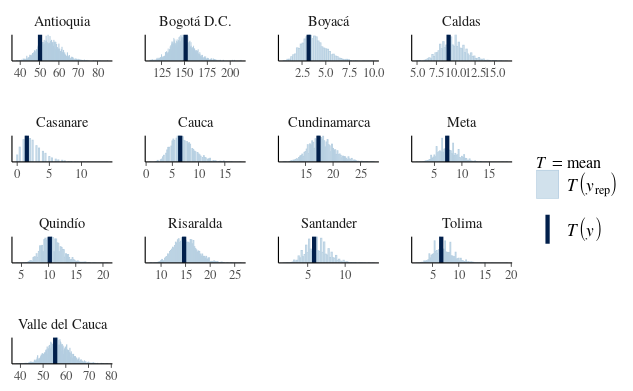 Antioquia Bogotá D.C. Boyacá Caldas
40 50 60 70 80 125 150 175 200 2.5 5.0 7.5 10.0 5.0 7.5 10.0 12.5 15.0
Casanare Cauca Cundinamarca Meta
0 5 10 0 5 10 15 15 20 25 5 10 15
T = mean
T(yrep)
T(y)
Quindío Risaralda Santander Tolima
5 10 15 20 10 15 20 25 5 10 5 10 15 20
Valle del Cauca
40 50 60 70 80